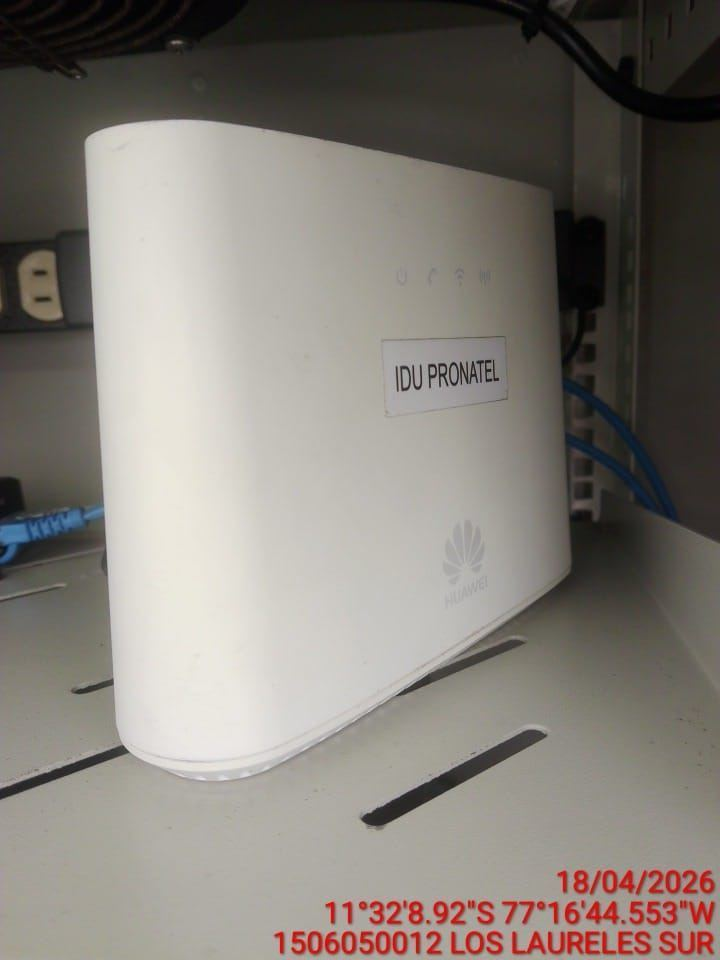 IDU PRONATEL
HUAWEI
18/04/2026
11°32'8.92"S 77°16'44.553"W
1506050012 LOS LAURELES SUR